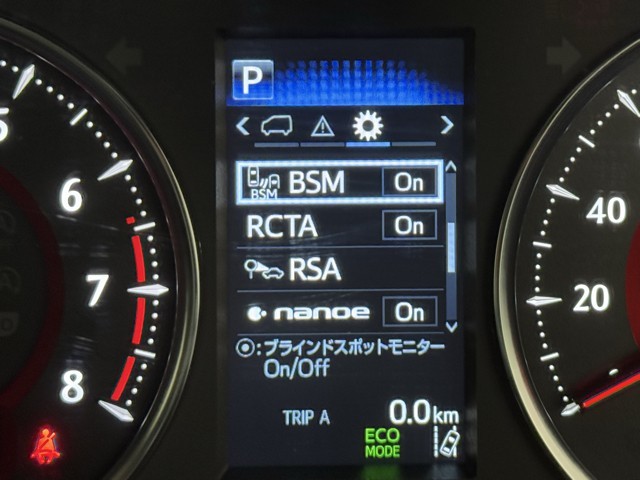 P
BSM
BSM On
RCTA On
RSA
nanoe On
◉:ブラインドスポットモニター
On/Off
TRIP A 0.0km
ECO
MODE
5
6
7
8
40
20